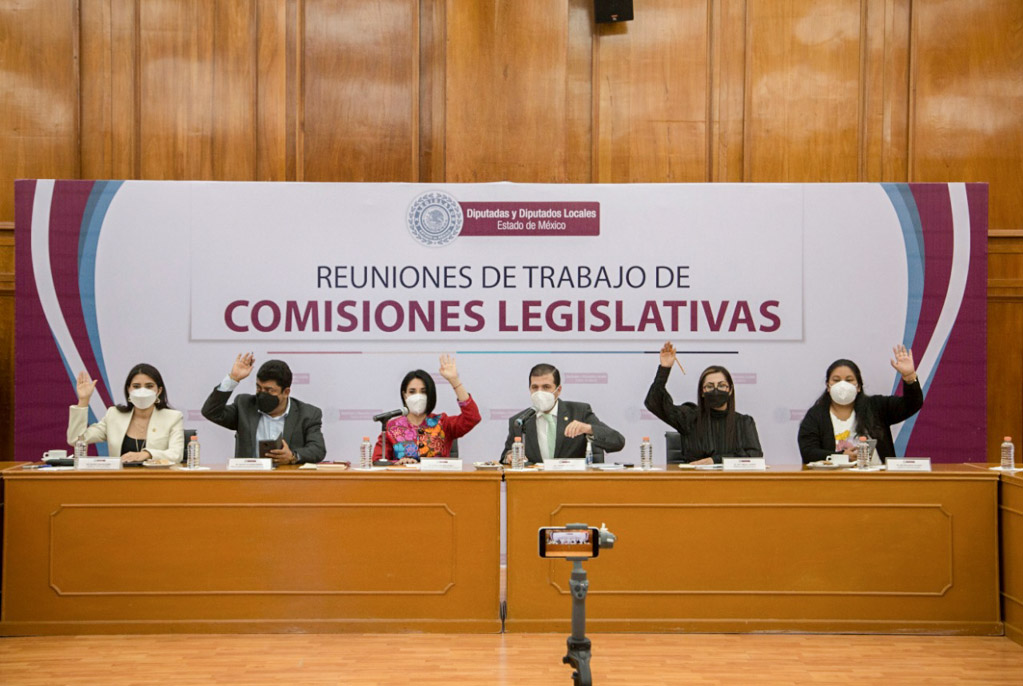 Diputadas y Diputados Locales
Estado de México
REUNIONES DE TRABAJO DE
COMISIONES LEGISLATIVAS